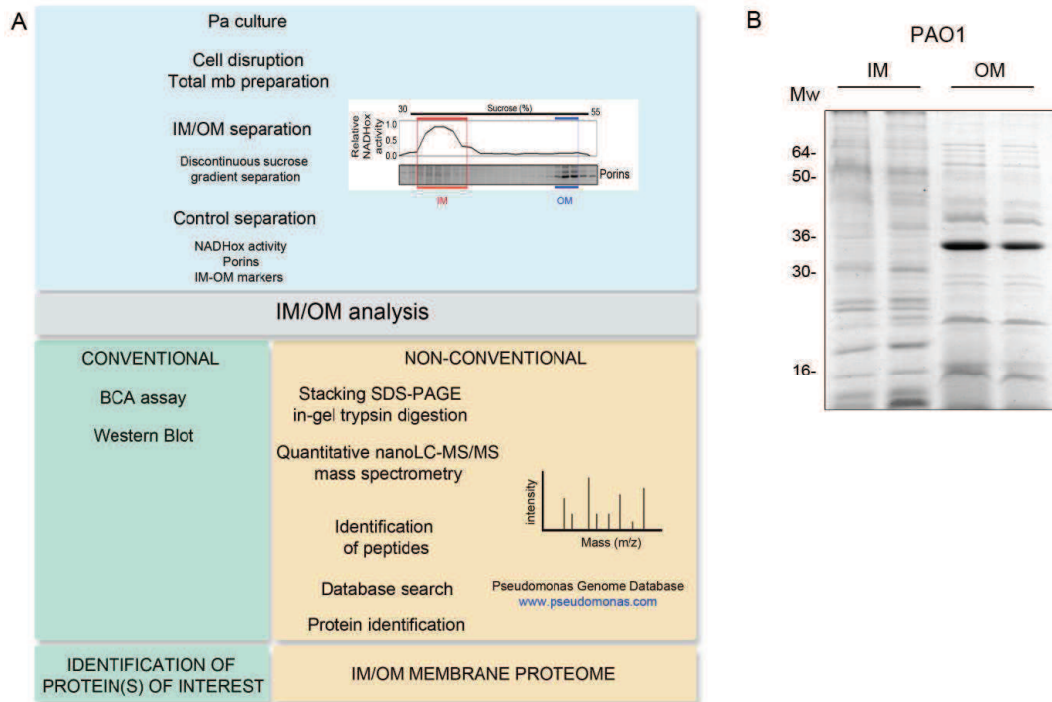 A
Pa culture
Cell disruption
Total mb preparation
IM/OM separation
Discontinuous sucrose
gradient separation
Control separation
NADHox activity
Porins
IM-OM markers
30
Sucrose (%)
55
Relative
NADHox
activity
1.0
0.5
0.0
Porins
IM
OM
IM/OM analysis
CONVENTIONAL
BCA assay
Western Blot
NON-CONVENTIONAL
Stacking SDS-PAGE
in-gel trypsin digestion
Quantitative nanoLC-MS/MS
mass spectrometry
intensity
Mass (m/z)
Identification
of peptides
Database search
Pseudomonas Genome Database
www.pseudomonas.com
Protein identification
IDENTIFICATION OF
PROTEIN(S) OF INTEREST
IM/OM MEMBRANE PROTEOME
B
PAO1
IM
OM
Mw
64-
50-
36-
30-
16-